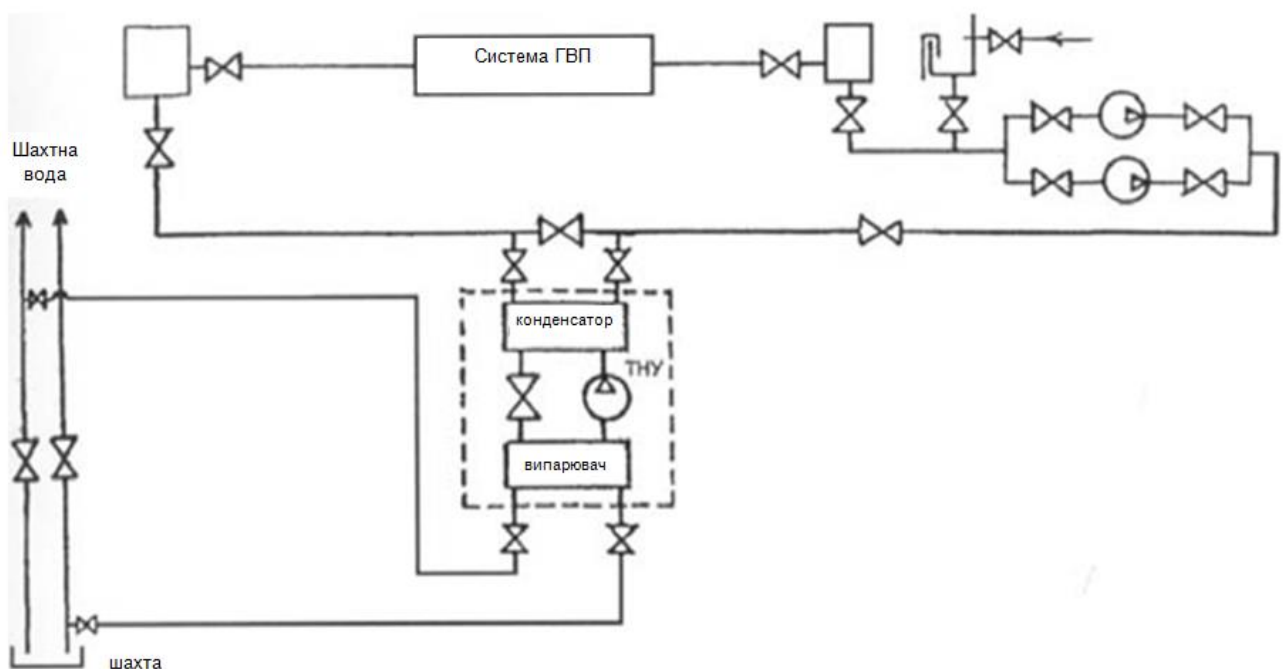 Система ГВП
Шахтна
вода
конденсатор
ТНУ
випарювач
шахта